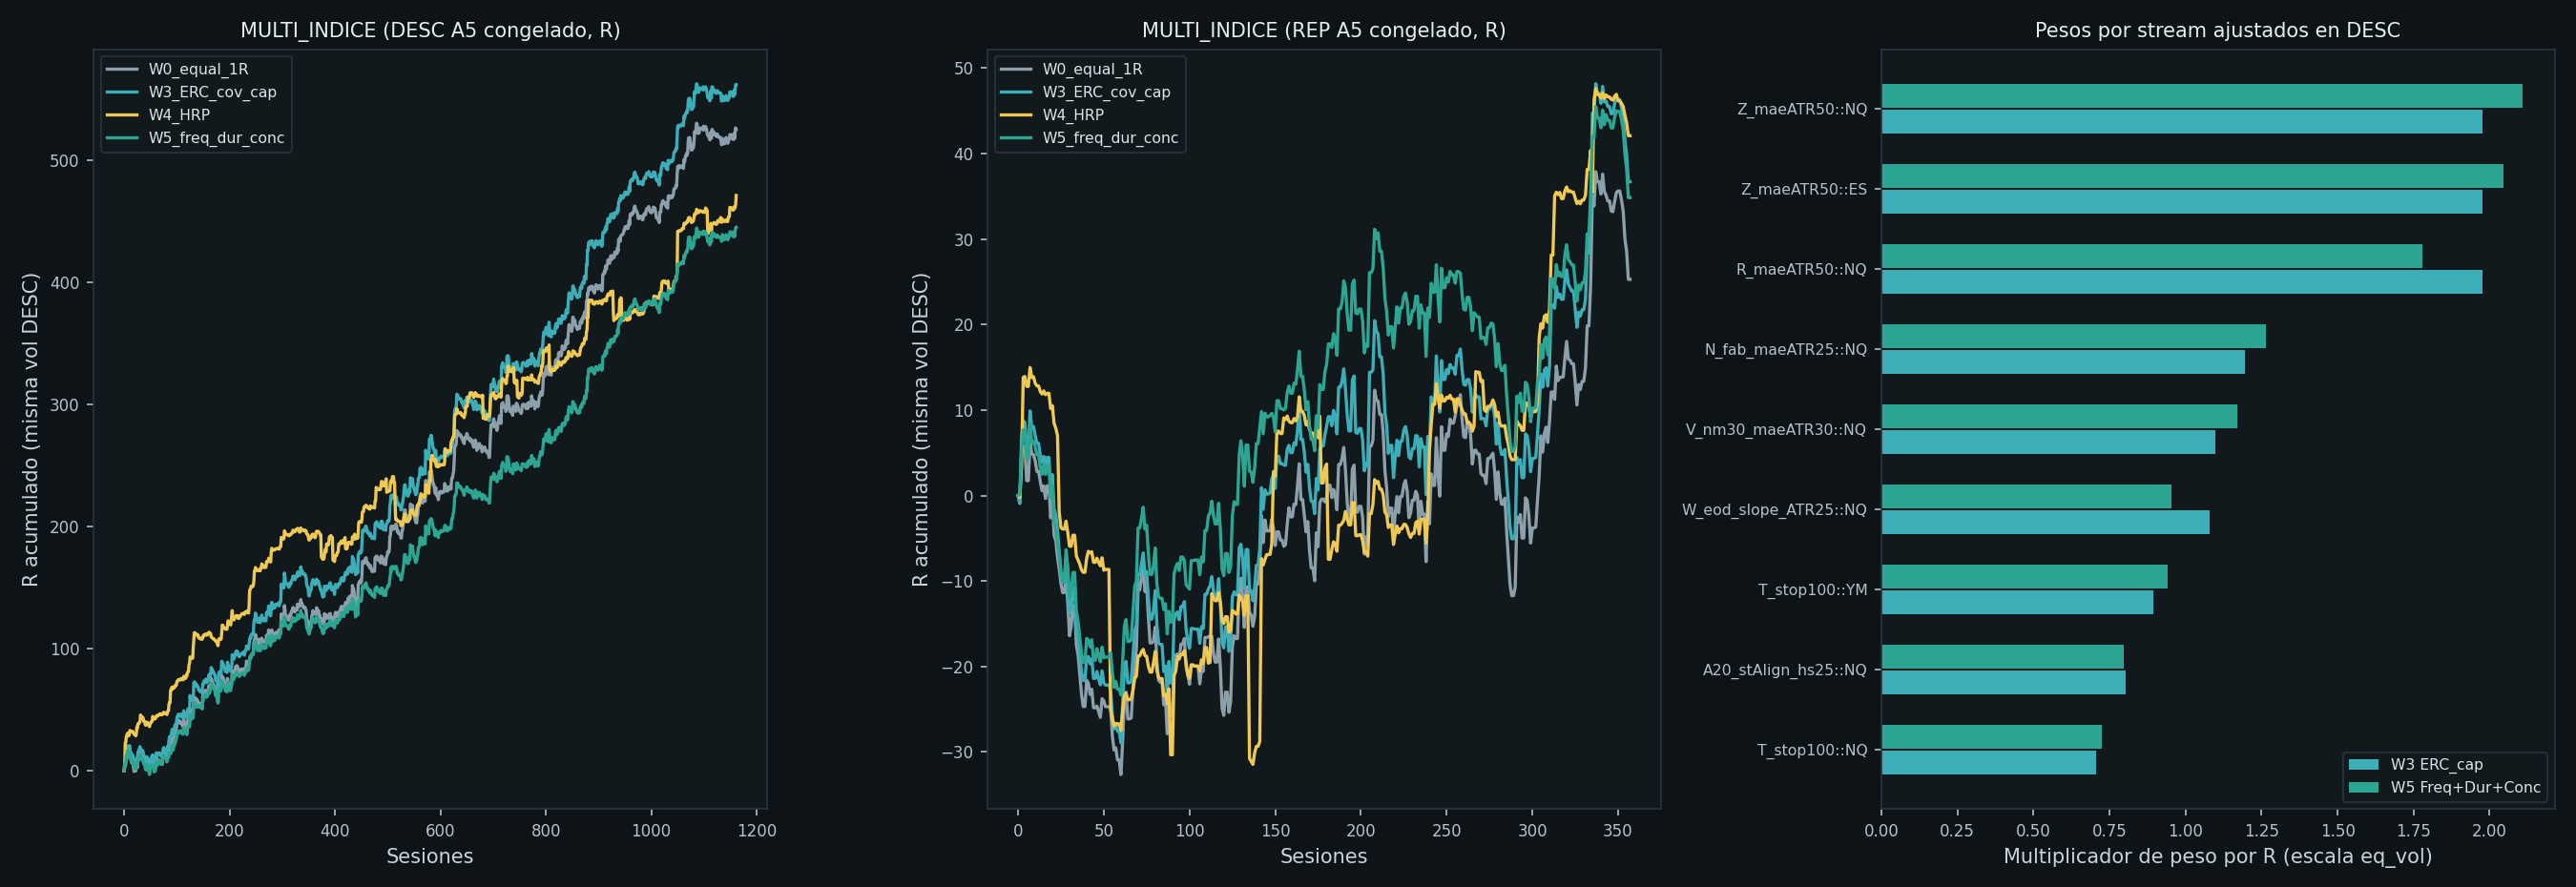 MULTI_INDICE (DESC A5 congelado, R)
W0_equal_1R
W3_ERC_cov_cap
W4_HRP
W5_freq_dur_conc
R acumulado (misma vol DESC)
500
400
300
200
100
0
0 200 400 600 800 1000 1200
Sesiones
MULTI_INDICE (REP A5 congelado, R)
W0_equal_1R
W3_ERC_cov_cap
W4_HRP
W5_freq_dur_conc
R acumulado (misma vol DESC)
50
40
30
20
10
0
−10
−20
−30
0 50 100 150 200 250 300 350
Sesiones
Pesos por stream ajustados en DESC
Z_maeATR50::NQ
Z_maeATR50::ES
R_maeATR50::NQ
N_fab_maeATR25::NQ
V_nm30_maeATR30::NQ
W_eod_slope_ATR25::NQ
T_stop100::YM
A20_stAlign_hs25::NQ
T_stop100::NQ
W3 ERC_cap
W5 Freq+Dur+Conc
0.00 0.25 0.50 0.75 1.00 1.25 1.50 1.75 2.00
Multiplicador de peso por R (escala eq_vol)